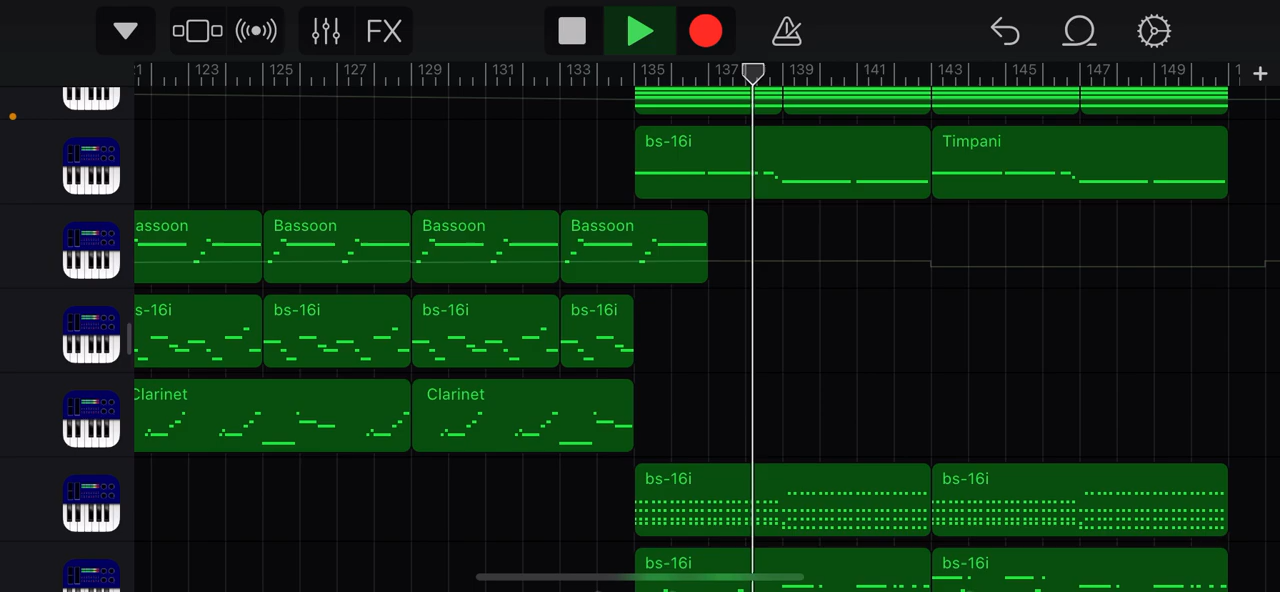 FX
21 123 125 127 129 131 133 135 137 139 141 143 145 147 149 1
bs-16i Timpani
assoon Bassoon Bassoon Bassoon
s-16i bs-16i bs-16i bs-16i
Clarinet Clarinet
bs-16i bs-16i
bs-16i bs-16i